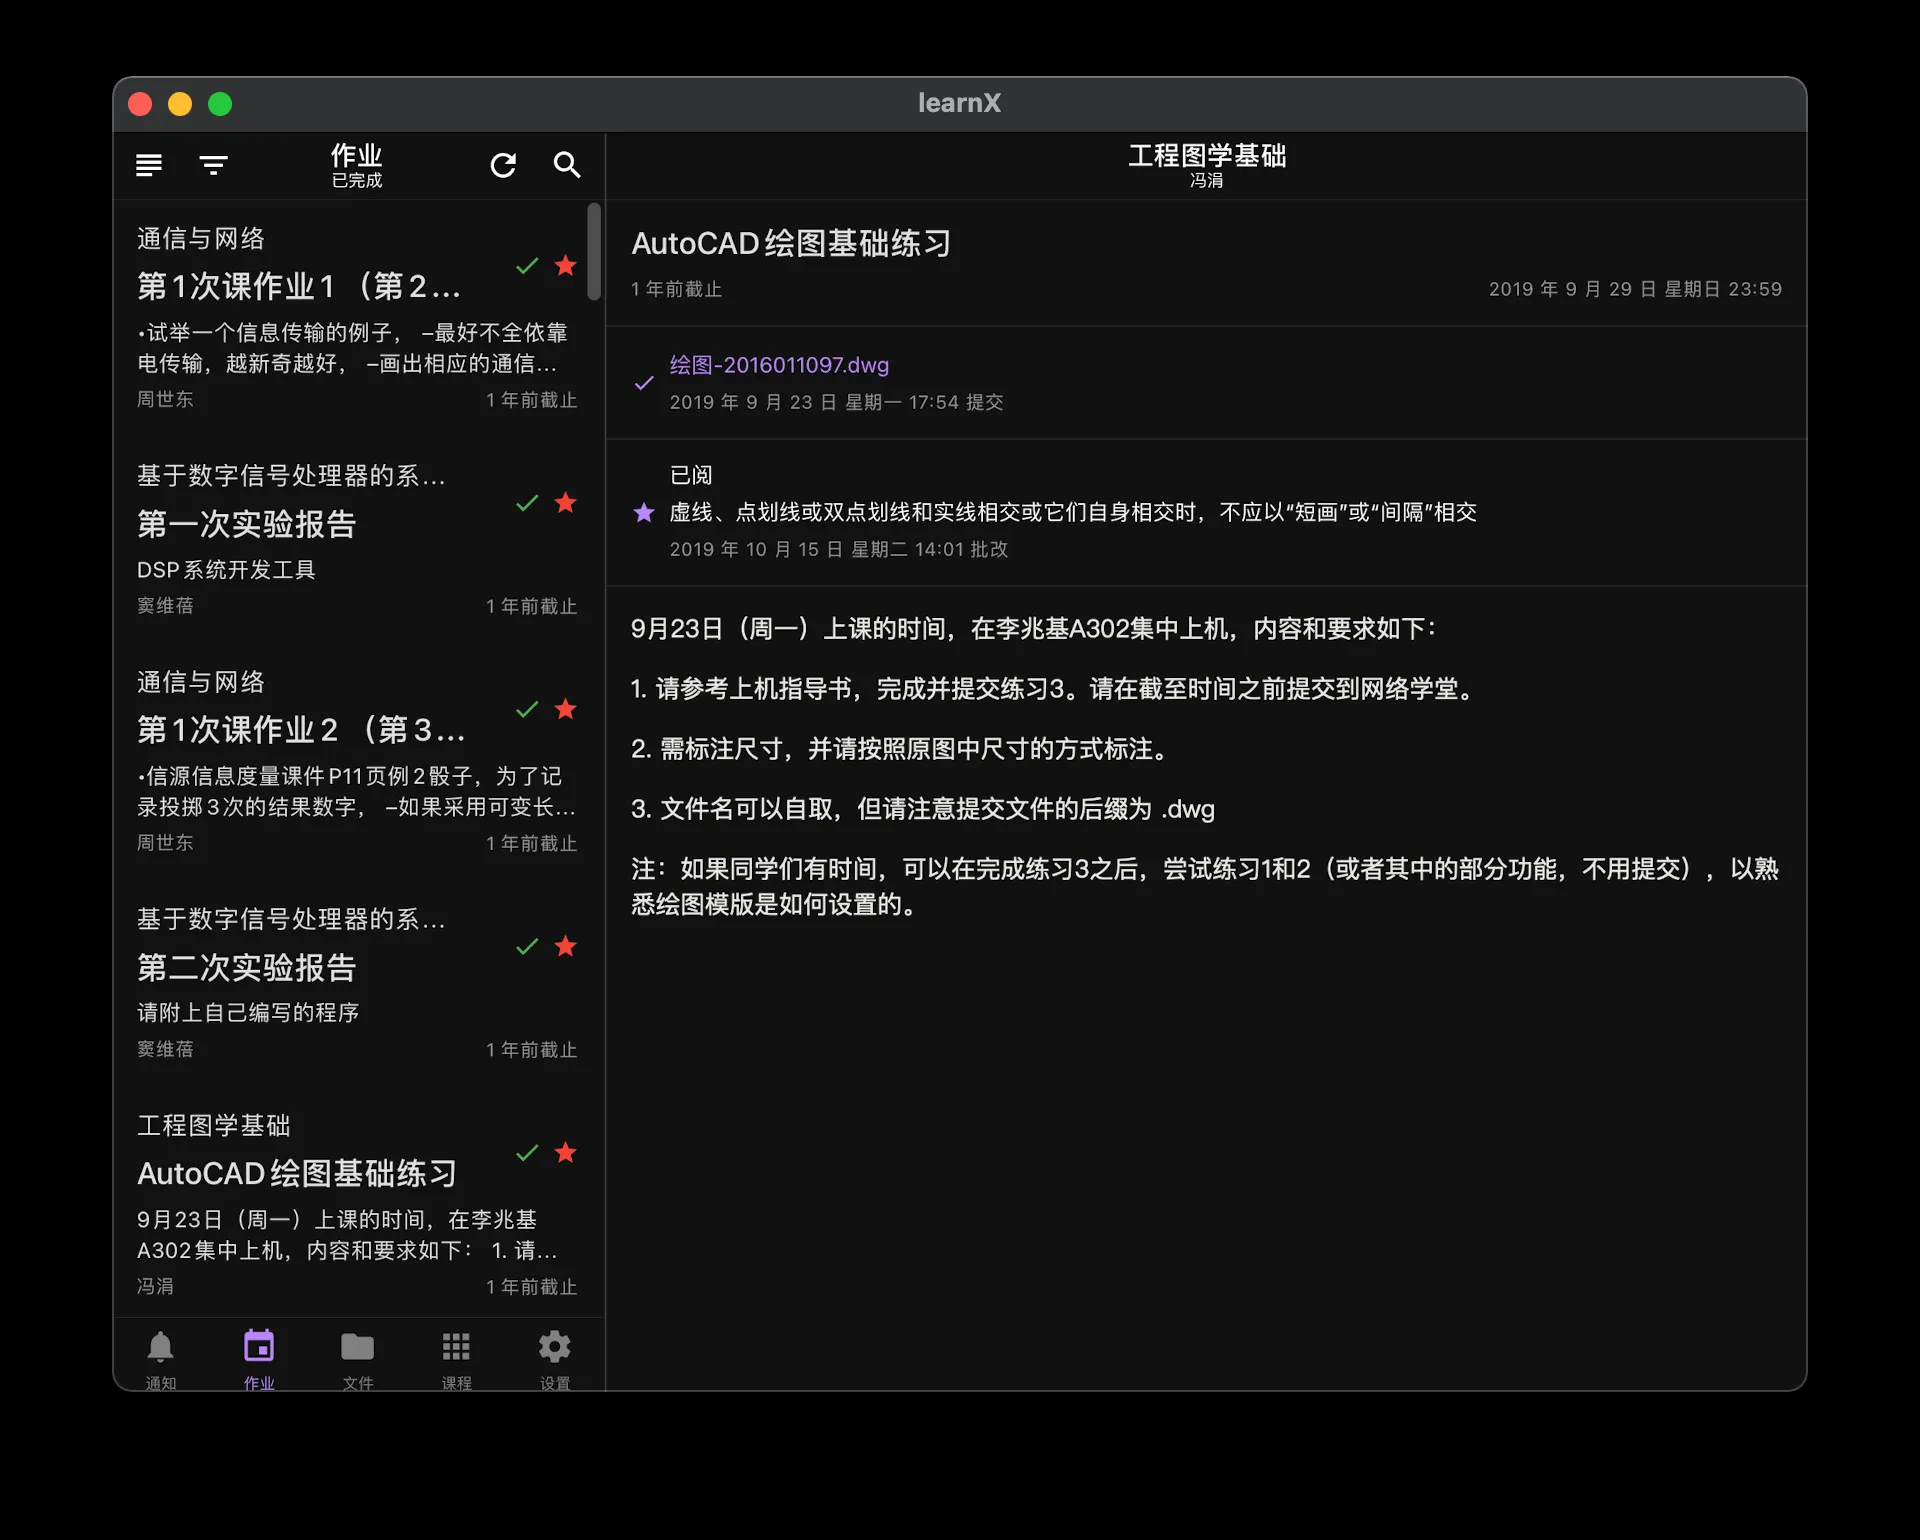 learnX
作业
已完成
通信与网络
第1次课作业1（第2...
•试举一个信息传输的例子， –最好不全依靠
电传输，越新奇越好， –画出相应的通信...
周世东
1 年前截止
基于数字信号处理器的系...
第一次实验报告
DSP系统开发工具
窦维蓓
1 年前截止
通信与网络
第1次课作业2（第3...
•信源信息度量课件P11页例2骰子，为了记
录投掷3次的结果数字， –如果采用可变长...
周世东
1 年前截止
基于数字信号处理器的系...
第二次实验报告
请附上自己编写的程序
窦维蓓
1 年前截止
工程图学基础
AutoCAD绘图基础练习
9月23日（周一）上课的时间，在李兆基
A302集中上机，内容和要求如下： 1. 请...
冯涓
1 年前截止
通知
作业
文件
课程
设置
工程图学基础
冯涓
AutoCAD绘图基础练习
1 年前截止
2019 年 9 月 29 日 星期日 23:59
绘图-2016011097.dwg
2019 年 9 月 23 日 星期一 17:54 提交
已阅
虚线、点划线或双点划线和实线相交或它们自身相交时，不应以“短画”或“间隔”相交
2019 年 10 月 15 日 星期二 14:01 批改
9月23日（周一）上课的时间，在李兆基A302集中上机，内容和要求如下：
1. 请参考上机指导书，完成并提交练习3。请在截至时间之前提交到网络学堂。
2. 需标注尺寸，并请按照原图中尺寸的方式标注。
3. 文件名可以自取，但请注意提交文件的后缀为 .dwg
注：如果同学们有时间，可以在完成练习3之后，尝试练习1和2（或者其中的部分功能，不用提交），以熟
悉绘图模版是如何设置的。